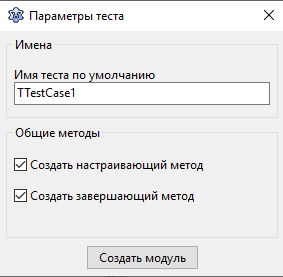 Параметры теста
Имена
Имя теста по умолчанию
TTestCase1
Общие методы
Создать настраивающий метод
Создать завершающий метод
Создать модуль